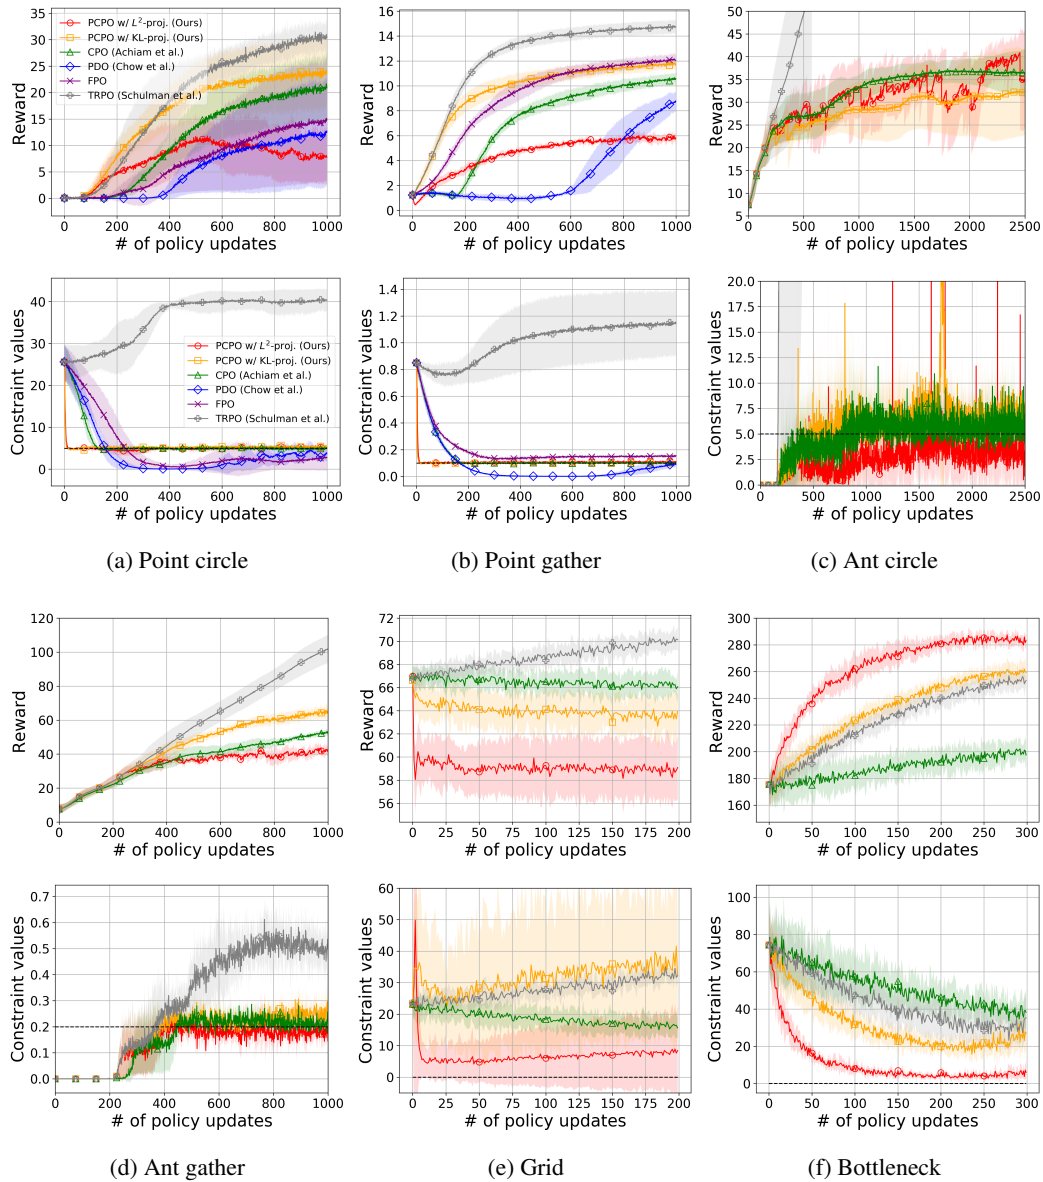 35
30
25
20
15
10
5
0
Reward
PCPO w/ L²-proj. (Ours)
PCPO w/ KL-proj. (Ours)
CPO (Achiam et al.)
PDO (Chow et al.)
FPO
TRPO (Schulman et al.)
0 200 400 600 800 1000
# of policy updates
16
14
12
10
8
6
4
2
0
Reward
0 200 400 600 800 1000
# of policy updates
50
45
40
35
30
25
20
15
10
5
Reward
0 500 1000 1500 2000 2500
# of policy updates
40
30
20
10
0
Constraint values
PCPO w/ L²-proj. (Ours)
PCPO w/ KL-proj. (Ours)
CPO (Achiam et al.)
PDO (Chow et al.)
FPO
TRPO (Schulman et al.)
0 200 400 600 800 1000
# of policy updates
1.4
1.2
1.0
0.8
0.6
0.4
0.2
0.0
Constraint values
0 200 400 600 800 1000
# of policy updates
20.0
17.5
15.0
12.5
10.0
7.5
5.0
2.5
0.0
Constraint values
0 500 1000 1500 2000 2500
# of policy updates
(a) Point circle
(b) Point gather
(c) Ant circle
120
100
80
60
40
20
0
Reward
0 200 400 600 800 1000
# of policy updates
72
70
68
66
64
62
60
58
56
Reward
0 25 50 75 100 125 150 175 200
# of policy updates
300
280
260
240
220
200
180
160
Reward
0 50 100 150 200 250 300
# of policy updates
0.7
0.6
0.5
0.4
0.3
0.2
0.1
0.0
Constraint values
0 200 400 600 800 1000
# of policy updates
60
50
40
30
20
10
0
Constraint values
0 25 50 75 100 125 150 175 200
# of policy updates
100
80
60
40
20
0
Constraint values
0 50 100 150 200 250 300
# of policy updates
(d) Ant gather
(e) Grid
(f) Bottleneck